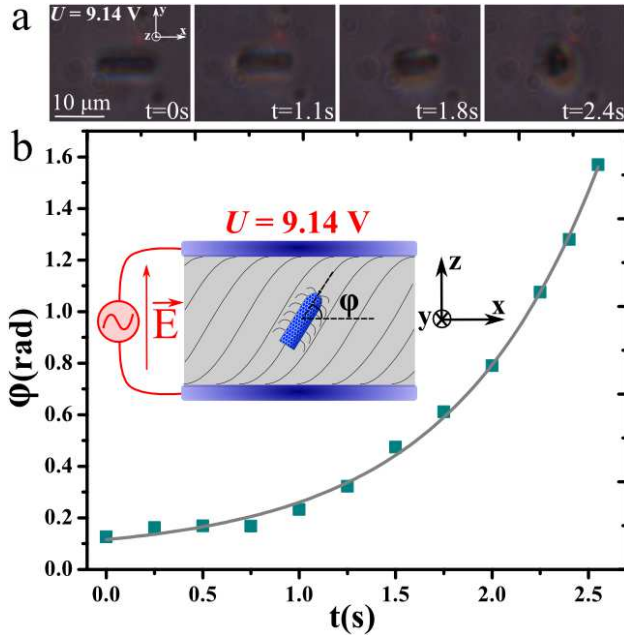 a
U = 9.14 V
y
z
x
10 μm
t=0s
t=1.1s
t=1.8s
t=2.4s
b
φ(rad)
1.6
1.4
1.2
1.0
0.8
0.6
0.4
0.2
0.0
U = 9.14 V
E
φ
z
y
x
0.0 0.5 1.0 1.5 2.0 2.5
t(s)